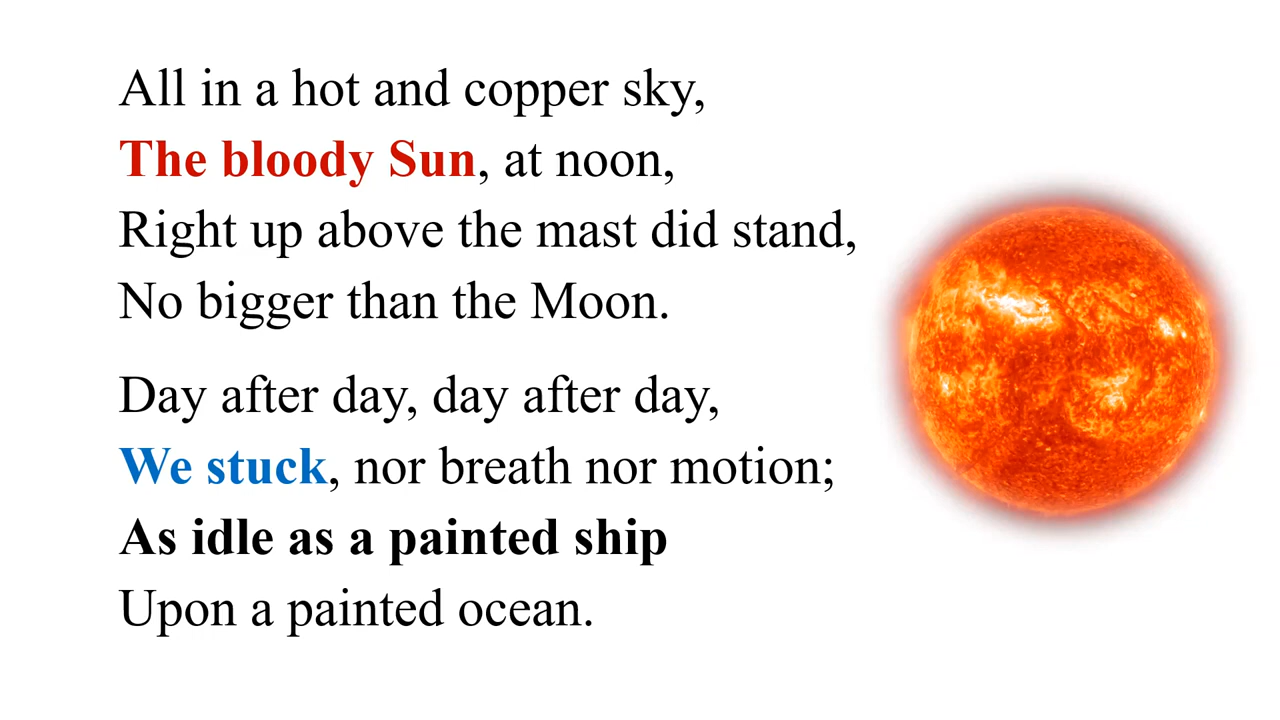 All in a hot and copper sky,
The bloody Sun, at noon,
Right up above the mast did stand,
No bigger than the Moon.
Day after day, day after day,
We stuck, nor breath nor motion;
As idle as a painted ship
Upon a painted ocean.